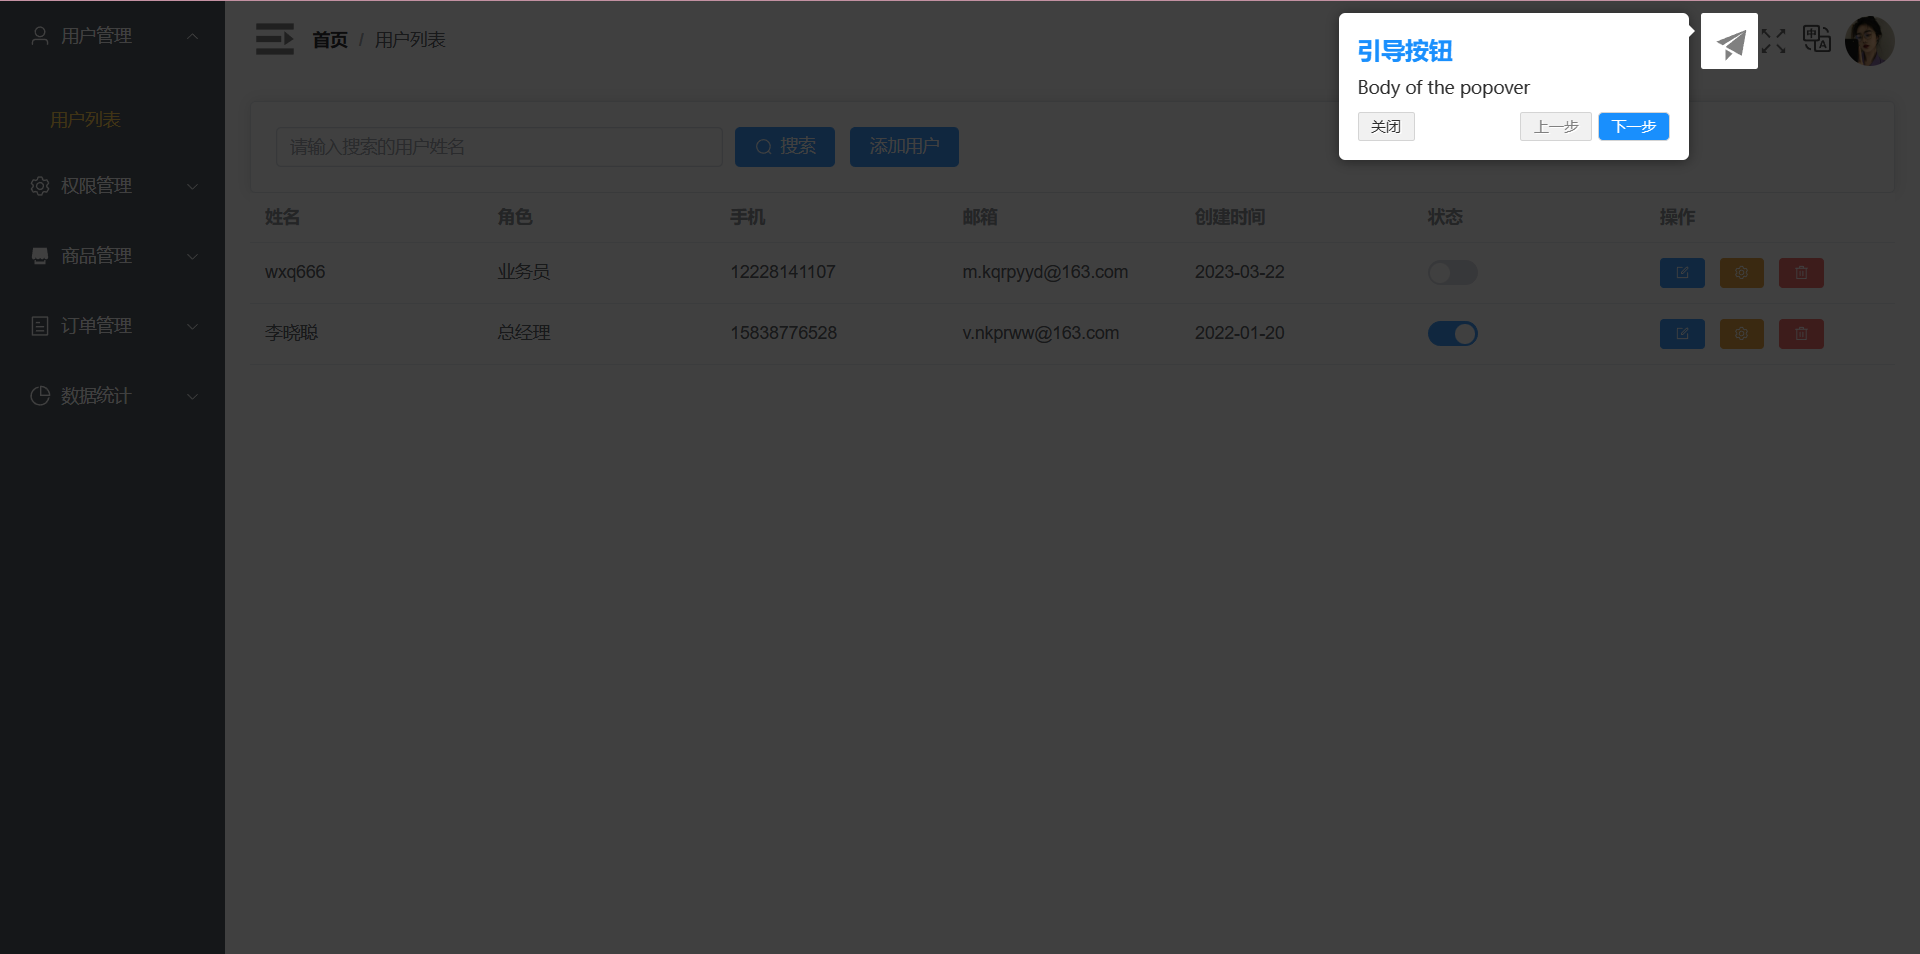 用户管理
用户列表
权限管理
商品管理
订单管理
数据统计
首页 / 用户列表
引导按钮
Body of the popover
关闭 上一步 下一步
中 A
请输入搜索的用户姓名 搜索 添加用户
姓名 角色 手机 邮箱 创建时间 状态 操作
wxq666 业务员 12228141107 m.kqrpyyd@163.com 2023-03-22
李晓聪 总经理 15838776528 v.nkprww@163.com 2022-01-20